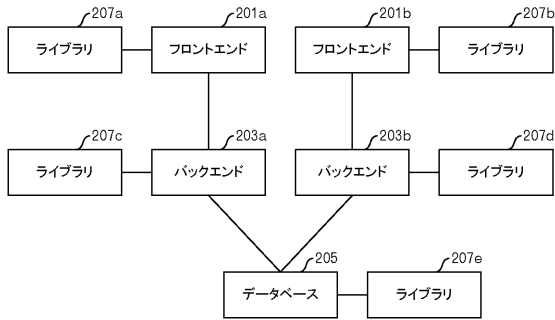 207a 201a 201b 207b
ライブラリ フロントエンド フロントエンド ライブラリ
207c 203a 203b 207d
ライブラリ バックエンド バックエンド ライブラリ
205 207e
データベース ライブラリ